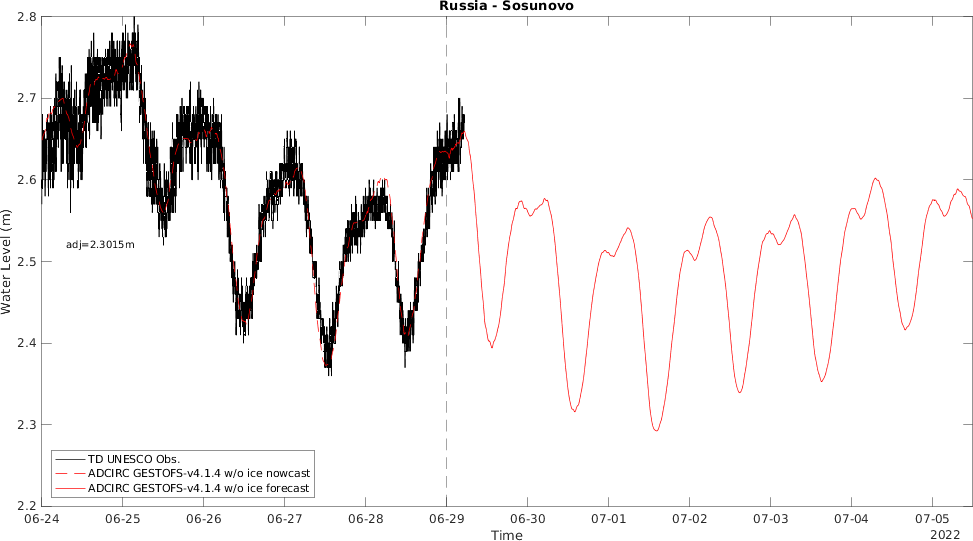 Russia - Sosunovo
2.8
2.7
2.6
2.5
2.4
2.3
2.2
Water Level (m)
adj=2.3015m
TD UNESCO Obs.
ADCIRC GESTOFS-v4.1.4 w/o ice nowcast
ADCIRC GESTOFS-v4.1.4 w/o ice forecast
06-24 06-25 06-26 06-27 06-28 06-29 06-30 07-01 07-02 07-03 07-04 07-05
Time
2022